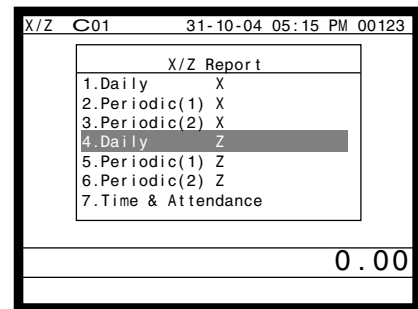 X/Z C01 31-10-04 05:15 PM 00123
X/Z Report
1.Daily X
2.Periodic(1) X
3.Periodic(2) X
4.Daily Z
5.Periodic(1) Z
6.Periodic(2) Z
7.Time & Attendance
0.00